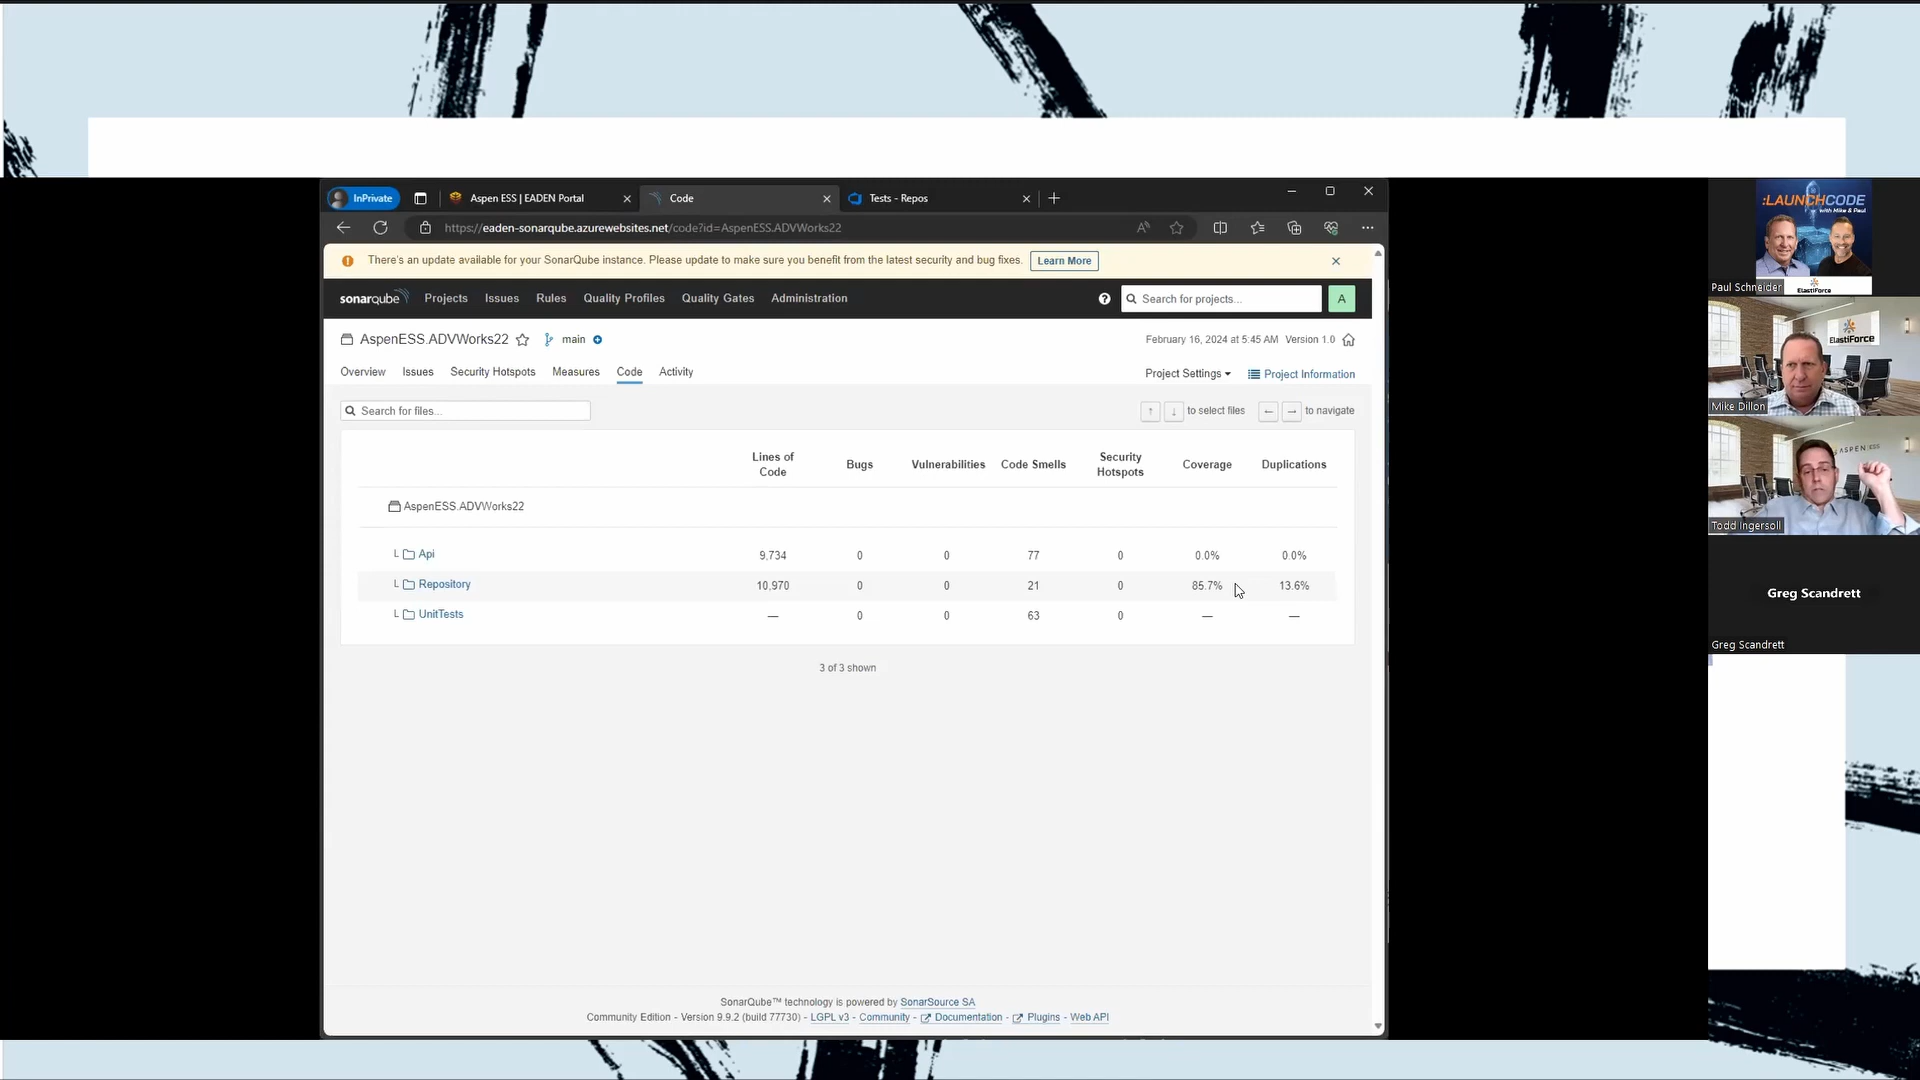 InPrivate
Aspen ESS | EADEN Portal
Code
Tests - Repos
https://eaden-sonarqube.azurewebsites.net/code?id=AspenESS.ADVWorks22
There's an update available for your SonarQube instance. Please update to make sure you benefit from the latest security and bug fixes. Learn More
sonarqube Projects Issues Rules Quality Profiles Quality Gates Administration Search for projects... A
AspenESS.ADVWorks22 main February 16, 2024 at 5:45 AM Version 1.0
Overview Issues Security Hotspots Measures Code Activity Project Settings Project Information
Search for files... ↑ ↓ to select files ← → to navigate
Lines of Code Bugs Vulnerabilities Code Smells Security Hotspots Coverage Duplications
AspenESS.ADVWorks22
Api 9,734 0 0 77 0 0.0% 0.0%
Repository 10,970 0 0 21 0 85.7% 13.6%
UnitTests — 0 0 63 0 — —
3 of 3 shown
SonarQube™ technology is powered by SonarSource SA
Community Edition - Version 9.9.2 (build 77730) - LGPL v3 - Community - Documentation - Plugins - Web API
:LAUNCHCODE
with Mike & Paul
ElastiForce
Paul Schneider
ElastiForce
Mike Dillon
ASPEN ESS
Todd Ingersoll
Greg Scandrett
Greg Scandrett